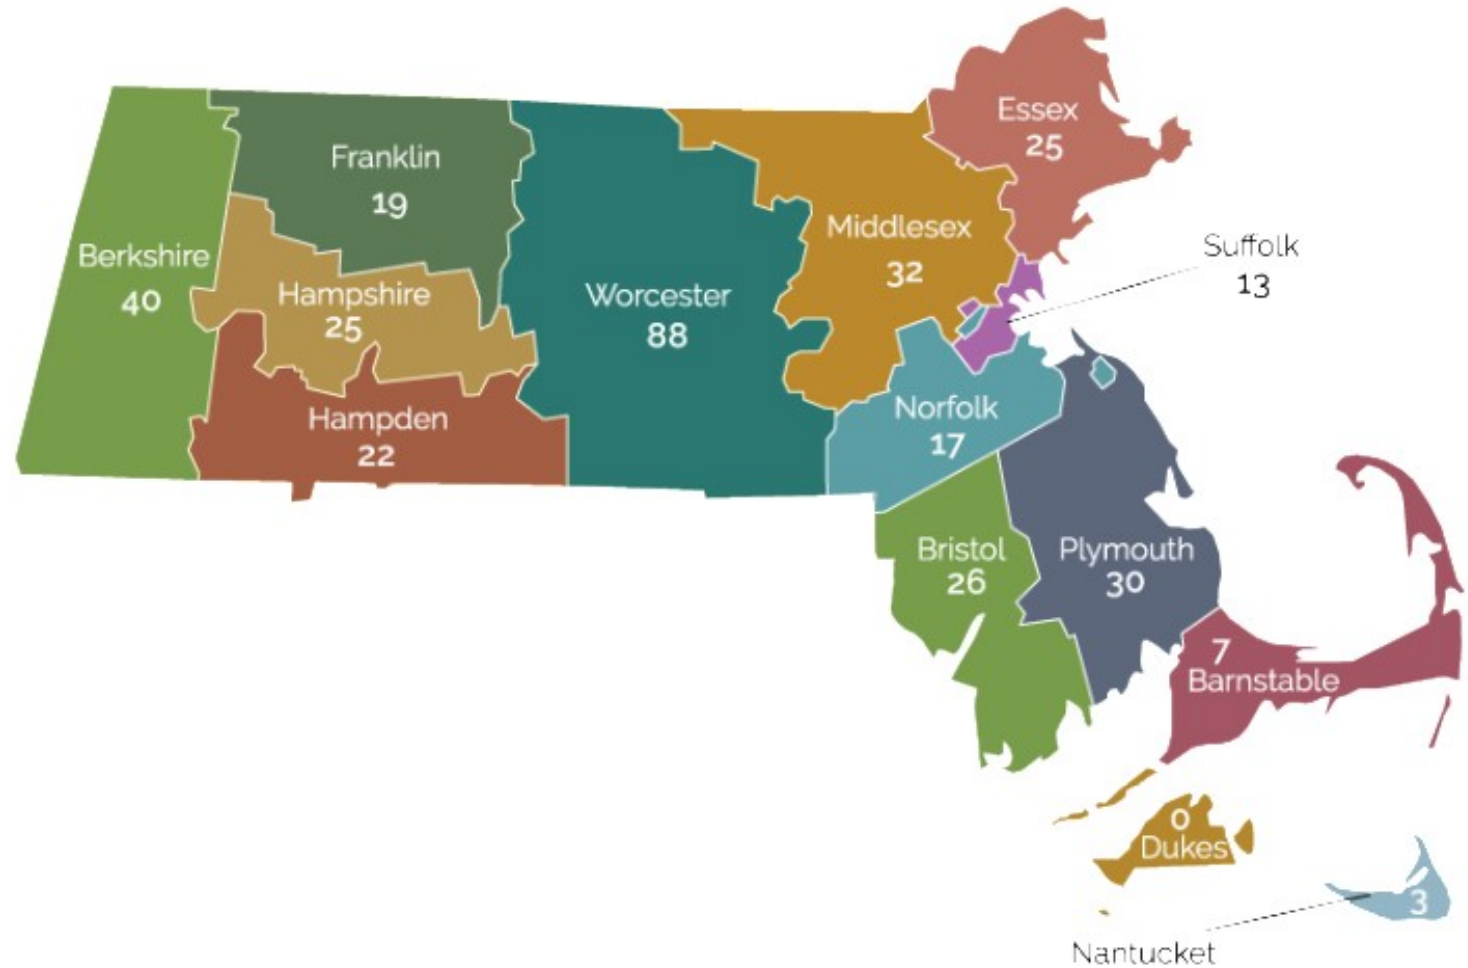 Essex
25
Franklin
19
Middlesex
32
Suffolk
13
Berkshire
40
Hampshire
25
Worcester
88
Hampden
22
Norfolk
17
Bristol
26
Plymouth
30
7
Barnstable
0
Dukes
3
Nantucket